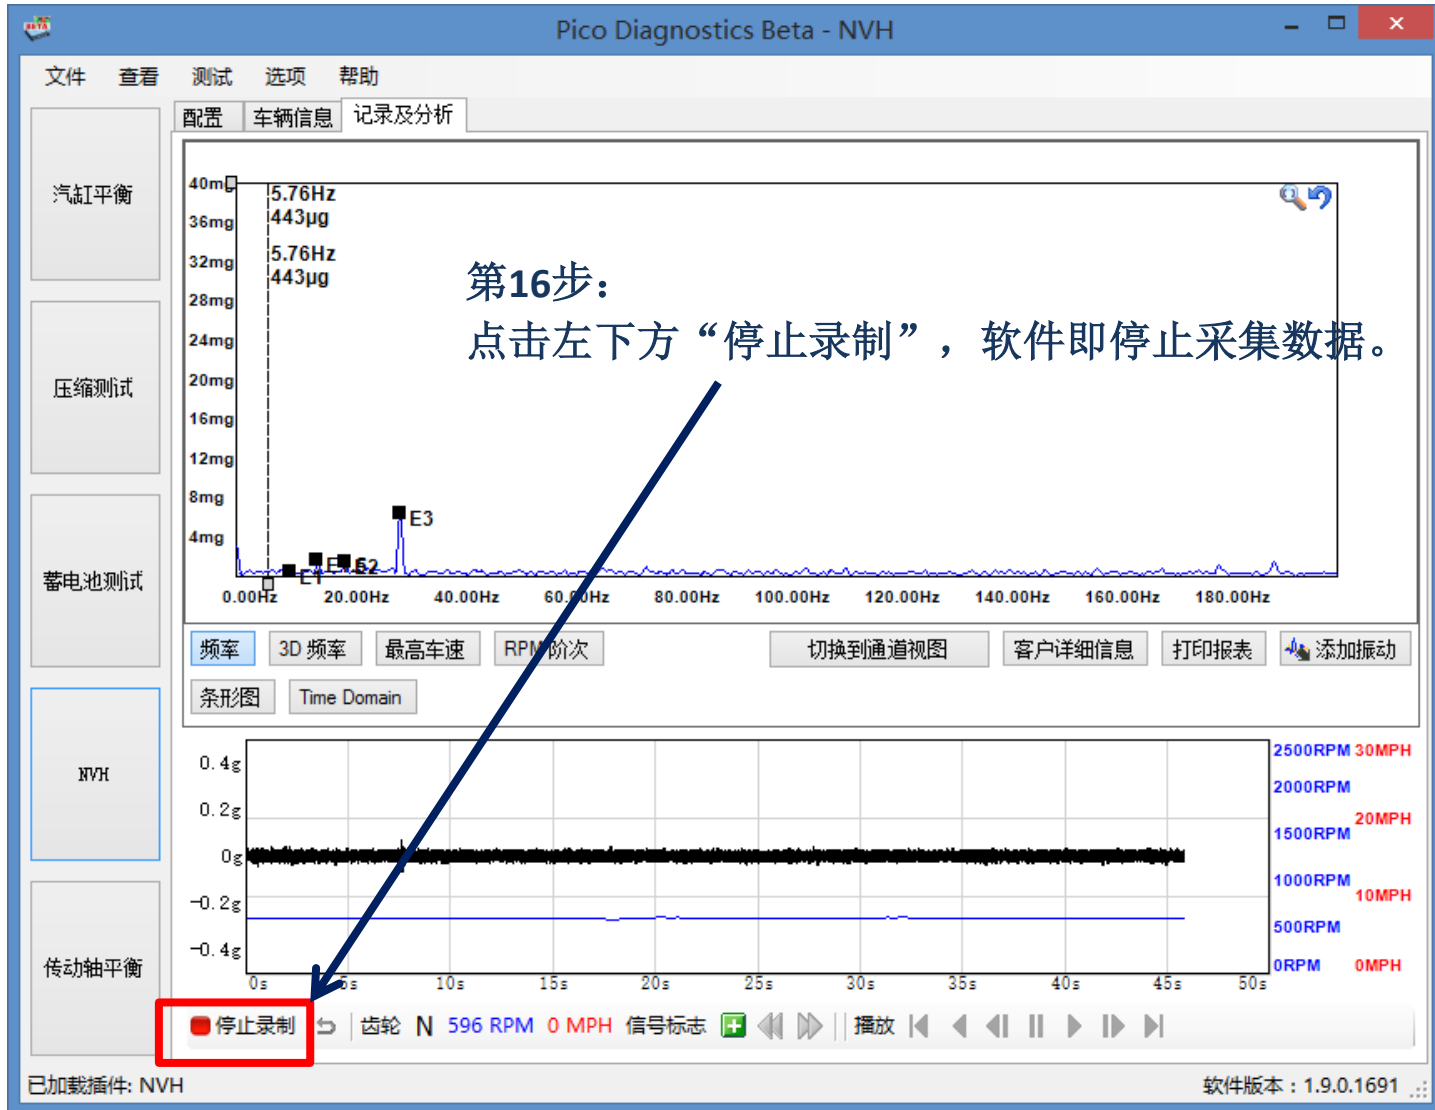 BETA
Pico Diagnostics Beta - NVH
文件 查看 测试 选项 帮助
配置 车辆信息 记录及分析
汽缸平衡
压缩测试
蓄电池测试
NVH
传动轴平衡
40mg
36mg
32mg
28mg
24mg
20mg
16mg
12mg
8mg
4mg
5.76Hz
443µg
5.76Hz
443µg
第16步：
点击左下方“停止录制”，软件即停止采集数据。
E3
E1
E2
0.00Hz 20.00Hz 40.00Hz 60.00Hz 80.00Hz 100.00Hz 120.00Hz 140.00Hz 160.00Hz 180.00Hz
频率 3D 频率 最高车速 RPM 阶次 切换到通道视图 客户详细信息 打印报表 添加振动
条形图 Time Domain
0.4g
0.2g
0g
-0.2g
-0.4g
2500RPM 30MPH
2000RPM
20MPH
1500RPM
1000RPM
10MPH
500RPM
0RPM 0MPH
0s 5s 10s 15s 20s 25s 30s 35s 40s 45s 50s
停止录制 齿轮 N 596 RPM 0 MPH 信号标志 播放
已加载插件: NVH 软件版本：1.9.0.1691